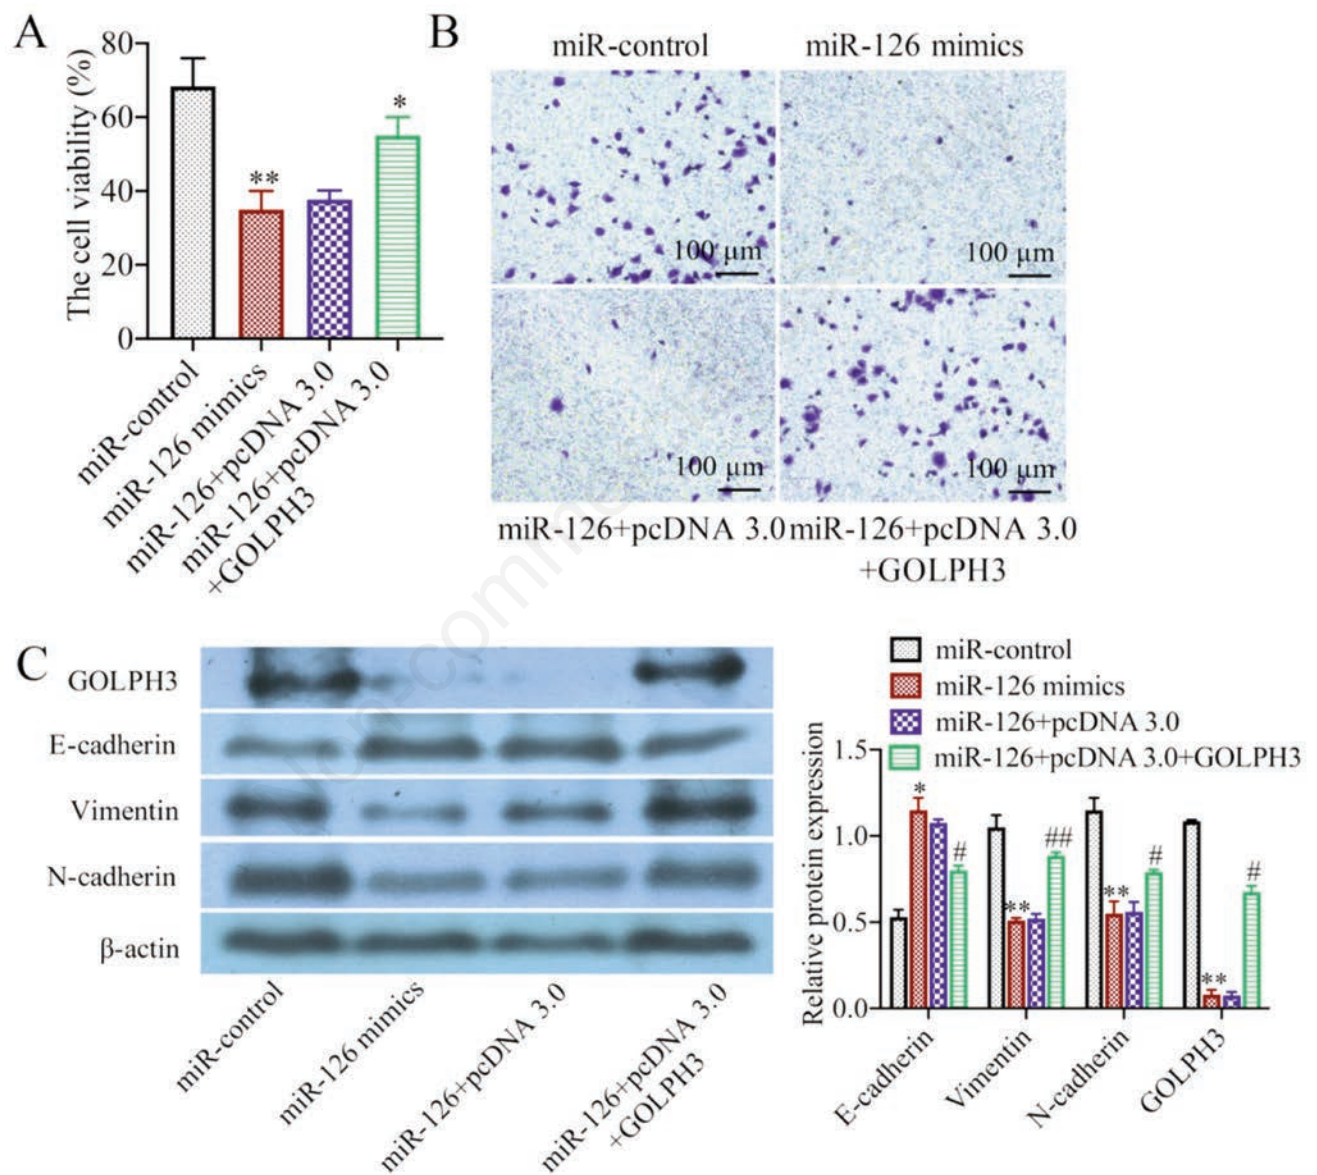 A
The cell viability (%)
80
60
40
20
0
**
*
miR-control
miR-126 mimics
miR-126+pcDNA 3.0
miR-126+pcDNA 3.0
+GOLPH3
B
miR-control
miR-126 mimics
100 μm
100 μm
100 μm
100 μm
miR-126+pcDNA 3.0
miR-126+pcDNA 3.0
+GOLPH3
C
GOLPH3
E-cadherin
Vimentin
N-cadherin
β-actin
miR-control
miR-126 mimics
miR-126+pcDNA 3.0
miR-126+pcDNA 3.0
+GOLPH3
miR-control
miR-126 mimics
miR-126+pcDNA 3.0
miR-126+pcDNA 3.0+GOLPH3
Relative protein expression
1.5
1.0
0.5
0.0
*
#
**
##
**
#
**
#
E-cadherin
Vimentin
N-cadherin
GOLPH3